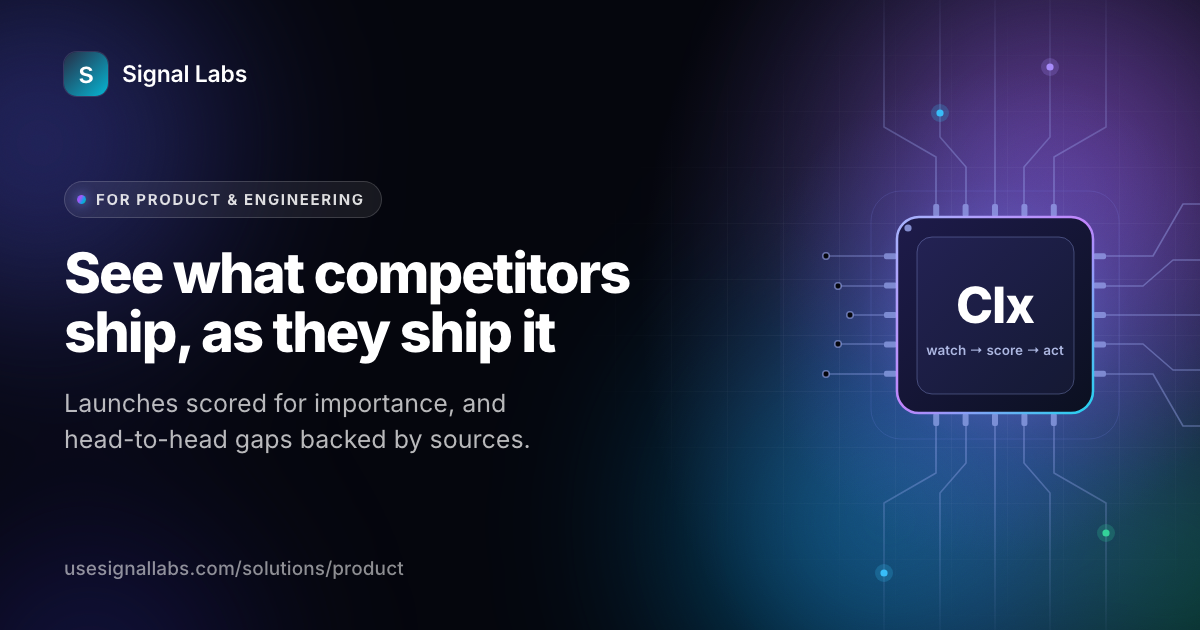 S
Signal Labs
FOR PRODUCT & ENGINEERING
See what competitors
ship, as they ship it
Launches scored for importance, and
head-to-head gaps backed by sources.
usesignallabs.com/solutions/product
CIx
watch → score → act